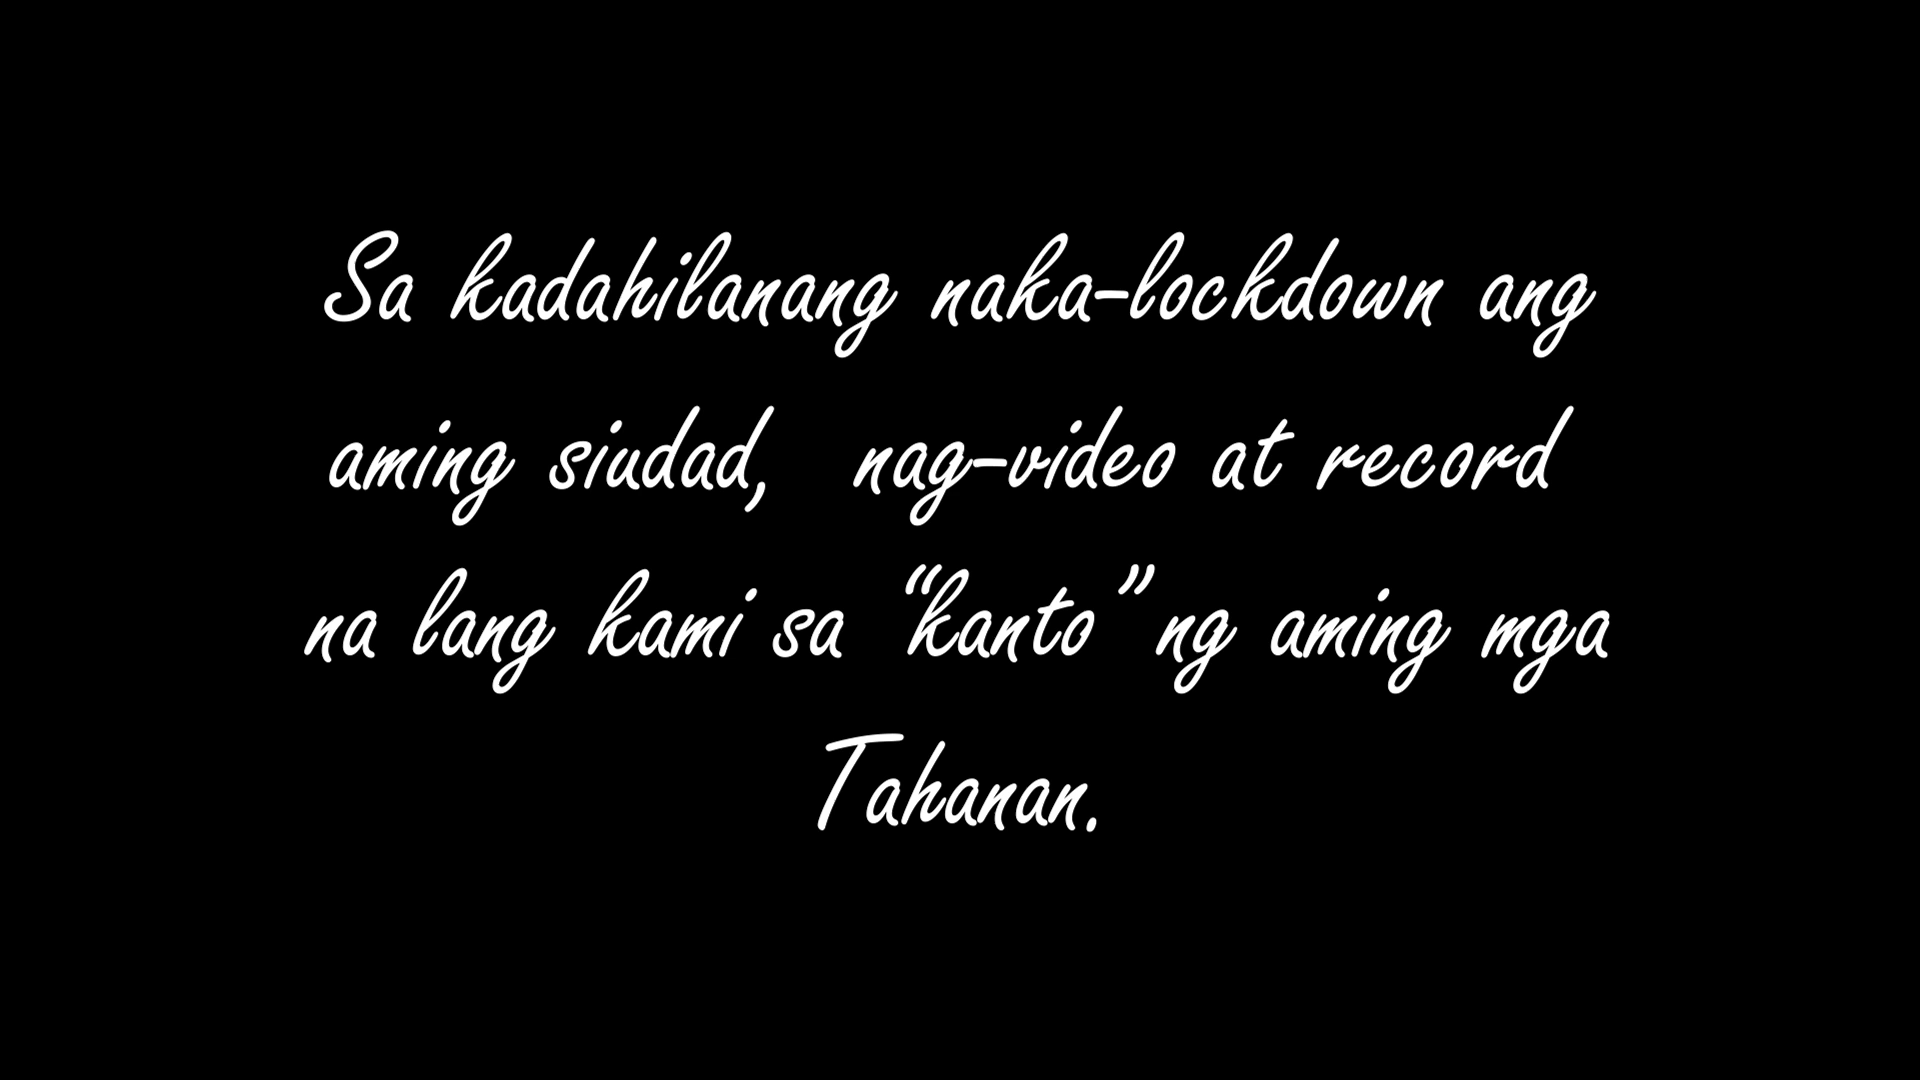 Sa kadahilanang naka-lockdown ang
aming siudad, nag-video at record
na lang kami sa “kanto” ng aming mga
Tahanan.